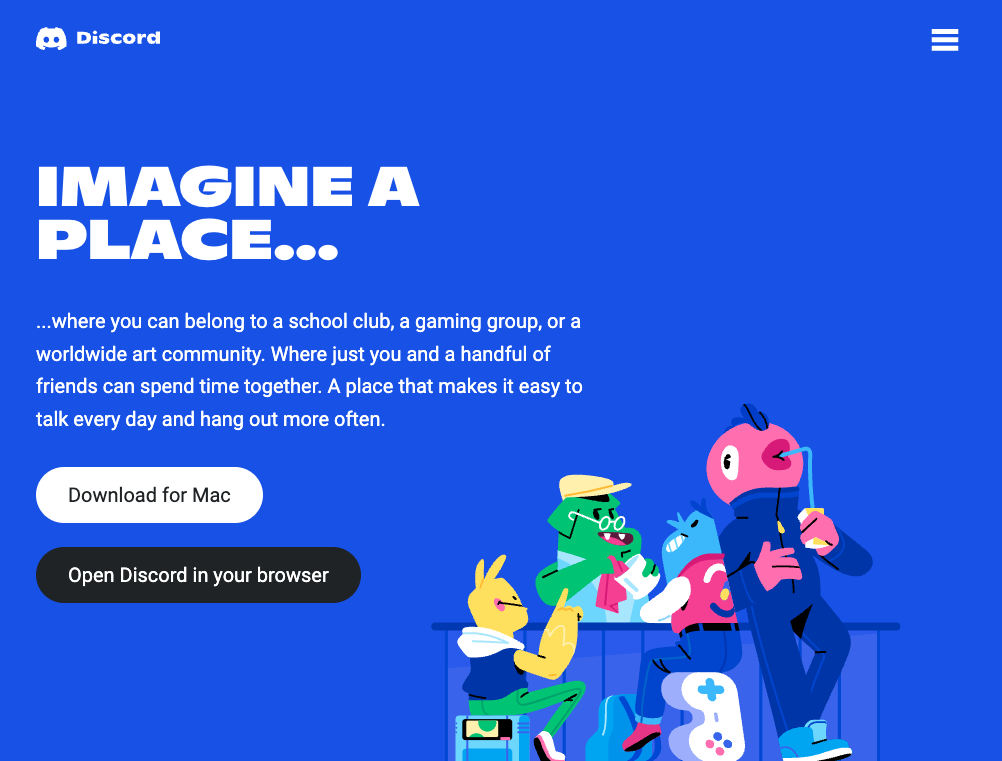 Discord
IMAGINE A
PLACE...
...where you can belong to a school club, a gaming group, or a
worldwide art community. Where just you and a handful of
friends can spend time together. A place that makes it easy to
talk every day and hang out more often.
Download for Mac
Open Discord in your browser